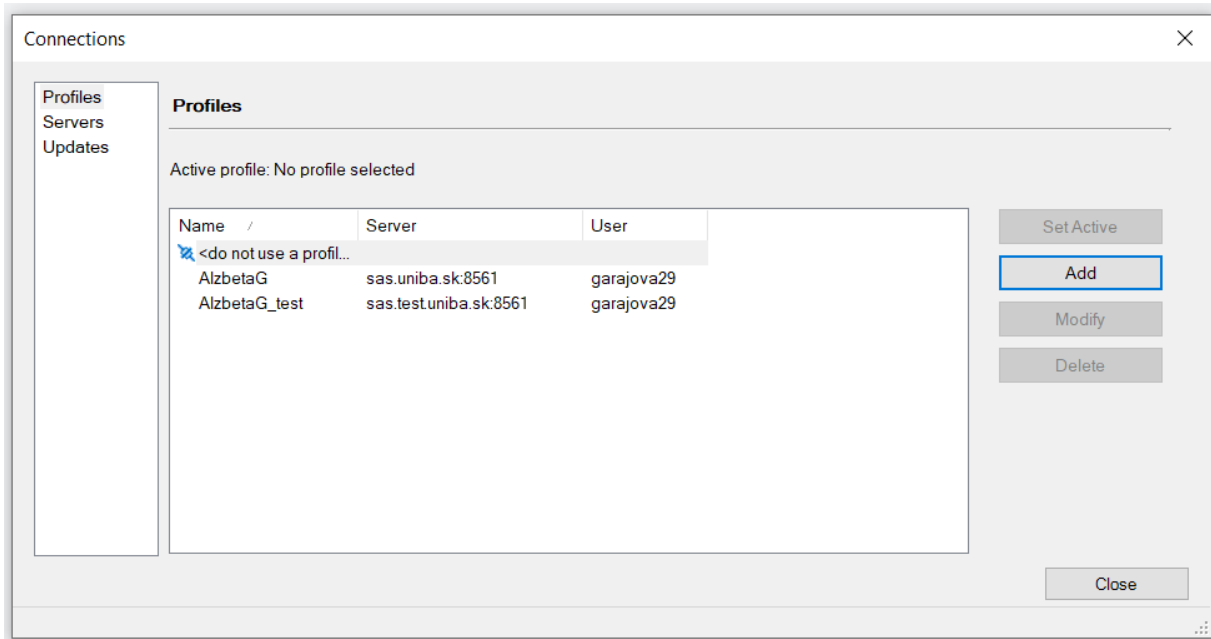 Connections
Profiles
Servers
Updates
Profiles
Active profile: No profile selected
Name Server User
<do not use a profil...
AlzbetaG sas.uniba.sk:8561 garajova29
AlzbetaG_test sas.test.uniba.sk:8561 garajova29
Set Active
Add
Modify
Delete
Close